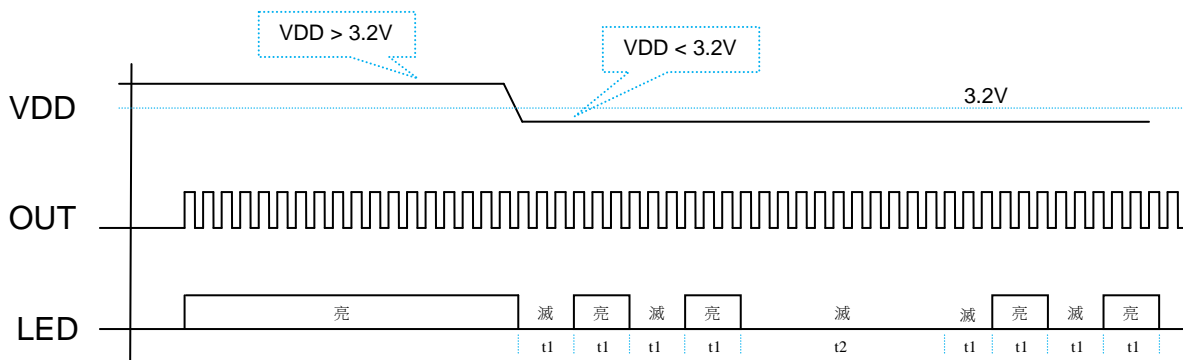 VDD > 3.2V
VDD < 3.2V
3.2V
VDD
OUT
LED
亮 滅 亮 滅 亮 滅 滅 亮 滅 亮
t1 t1 t1 t1 t2 t1 t1 t1 t1